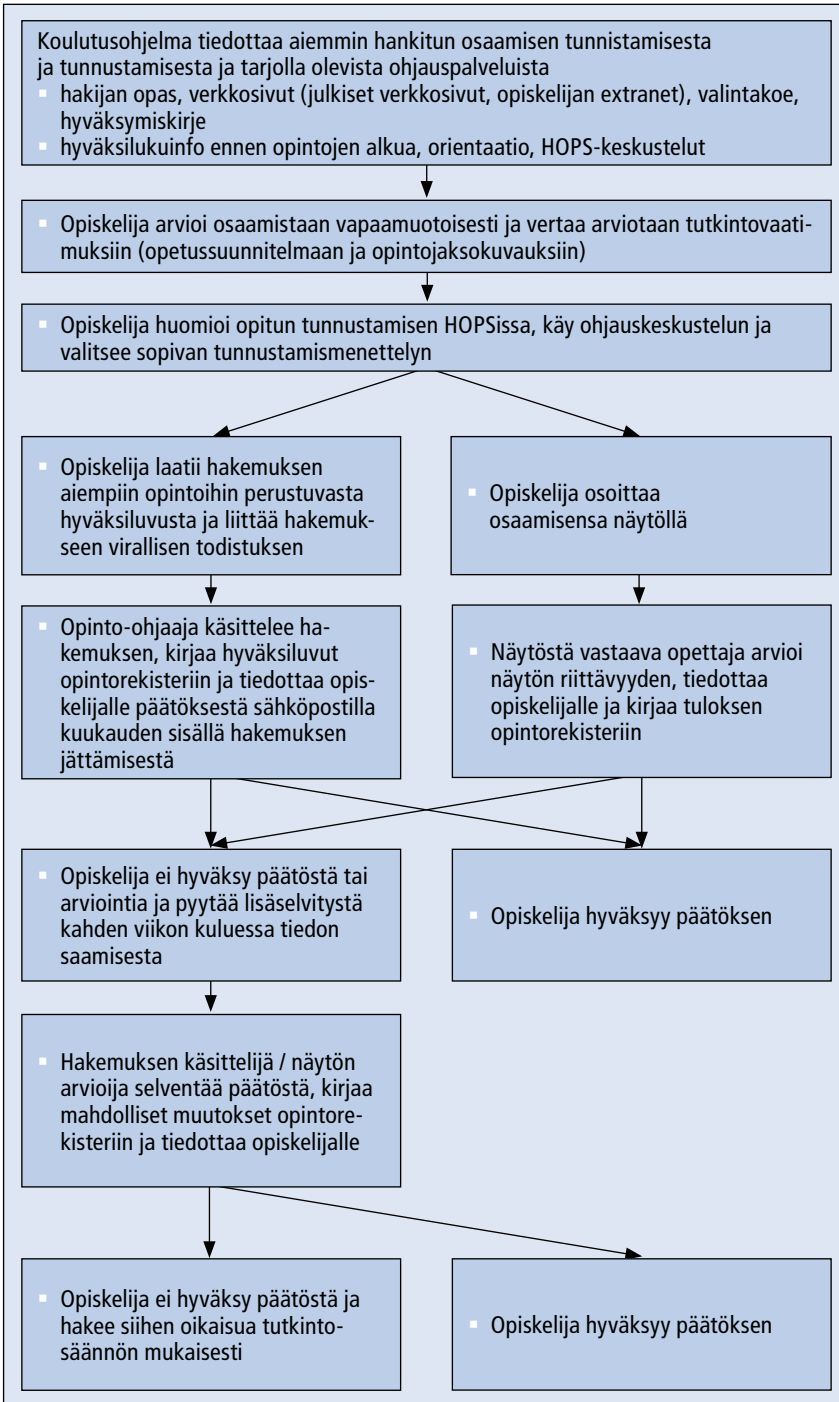 Koulutusohjelma tiedottaa aiemmin hankitun osaamisen tunnistamisesta
ja tunnustamisesta ja tarjolla olevista ohjauspalveluista
▪ hakijan opas, verkkosivut (julkiset verkkosivut, opiskelijan extranet), valintakoe,
hyväksymiskirje
▪ hyväksilukuinfo ennen opintojen alkua, orientaatio, HOPS-keskustelut
▪ Opiskelija arvioi osaamistaan vapaamuotoisesti ja vertaa arviotaan tutkintovaati-
muksiin (opetussuunnitelmaan ja opintojaksokuvauksiin)
▪ Opiskelija huomioi opitun tunnustamisen HOPSissa, käy ohjauskeskustelun ja
valitsee sopivan tunnustamismenettelyn
▪ Opiskelija laatii hakemuksen
aiempiin opintoihin perustuvasta
hyväksiluvusta ja liittää hakemuk-
seen virallisen todistuksen
▪ Opiskelija osoittaa
osaamisensa näytöllä
▪ Opinto-ohjaaja käsittelee ha-
kemuksen, kirjaa hyväksiluvut
opintorekisteriin ja tiedottaa opis-
kelijalle päätöksestä sähköpostilla
kuukauden sisällä hakemuksen
jättämisestä
▪ Näytöstä vastaava opettaja arvioi
näytön riittävyyden, tiedottaa
opiskelijalle ja kirjaa tuloksen
opintorekisteriin
▪ Opiskelija ei hyväksy päätöstä tai
arviointia ja pyytää lisäselvitystä
kahden viikon kuluessa tiedon
saamisesta
▪ Opiskelija hyväksyy päätöksen
▪ Hakemuksen käsittelijä / näytön
arvioija selventää päätöstä, kirjaa
mahdolliset muutokset opintore-
kisteriin ja tiedottaa opiskelijalle
▪ Opiskelija ei hyväksy päätöstä ja
hakee siihen oikaisua tutkinto-
säännön mukaisesti
▪ Opiskelija hyväksyy päätöksen